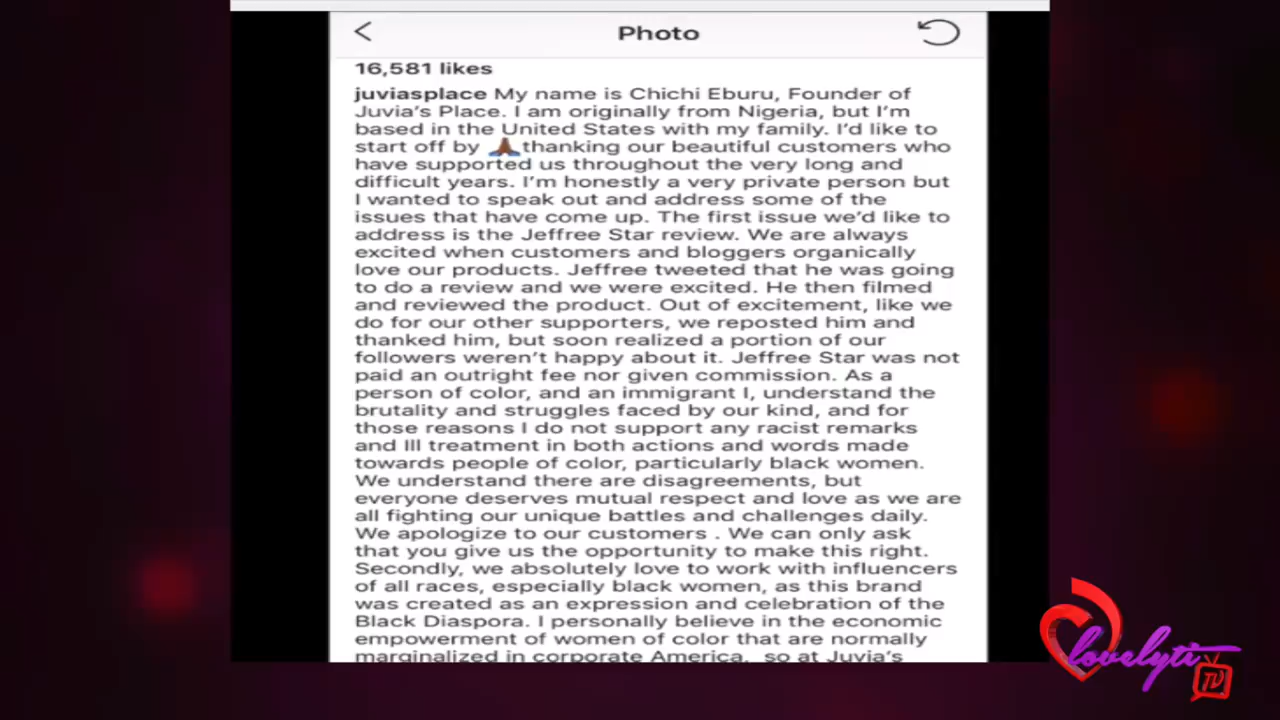 Photo
16,581 likes
juviasplace My name is Chichi Eburu, Founder of
Juvia's Place. I am originally from Nigeria, but I'm
based in the United States with my family. I'd like to
start off by 🙏🏾thanking our beautiful customers who
have supported us throughout the very long and
difficult years. I'm honestly a very private person but
I wanted to speak out and address some of the
issues that have come up. The first issue we'd like to
address is the Jeffree Star review. We are always
excited when customers and bloggers organically
love our products. Jeffree tweeted that he was going
to do a review and we were excited. He then filmed
and reviewed the product. Out of excitement, like we
do for our other supporters, we reposted him and
thanked him, but soon realized a portion of our
followers weren't happy about it. Jeffree Star was not
paid an outright fee nor given commission. As a
person of color, and an immigrant I, understand the
brutality and struggles faced by our kind, and for
those reasons I do not support any racist remarks
and Ill treatment in both actions and words made
towards people of color, particularly black women.
We understand there are disagreements, but
everyone deserves mutual respect and love as we are
all fighting our unique battles and challenges daily.
We apologize to our customers . We can only ask
that you give us the opportunity to make this right.
Secondly, we absolutely love to work with influencers
of all races, especially black women, as this brand
was created as an expression and celebration of the
Black Diaspora. I personally believe in the economic
empowerment of women of color that are normally
marginalized in corporate America, so at Juvia's
lovelyti
TV